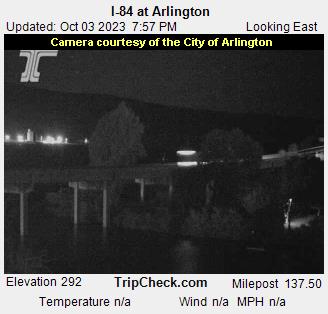 I-84 at Arlington
Updated: Oct 03 2023 7:57 PM Looking East
Camera courtesy of the City of Arlington
Elevation 292 TripCheck.com Milepost 137.50
Temperature n/a Wind n/a MPH n/a